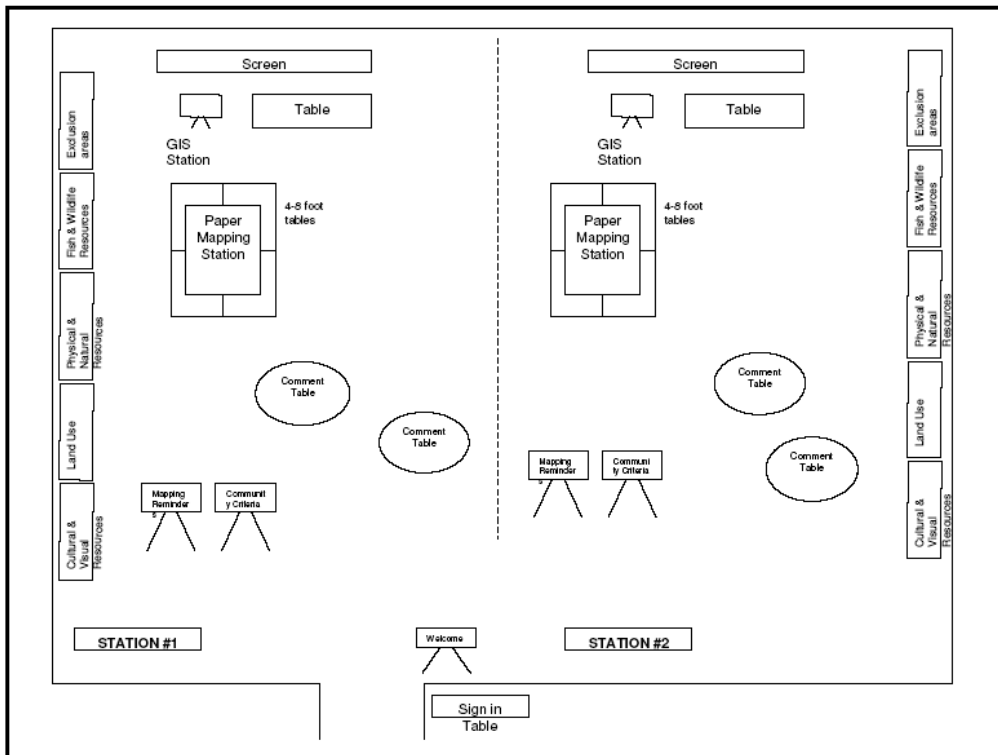 Screen
Table
GIS
Station
Exclusion
areas
Fish & Wildlife
Resources
Physical &
Natural
Resources
Land Use
Cultural &
Visual
Resources
Paper
Mapping
Station
4-8 foot
tables
Comment
Table
Comment
Table
Mapping
Reminder
s
Communit
y Criteria
STATION #1
Screen
Table
GIS
Station
Paper
Mapping
Station
4-8 foot
tables
Comment
Table
Comment
Table
Mapping
Reminder
s
Communi
ty Criteria
STATION #2
Exclusion
areas
Fish & Wildlife
Resources
Physical &
Natural
Resources
Land Use
Cultural &
Visual
Resources
Welcome
Sign in
Table